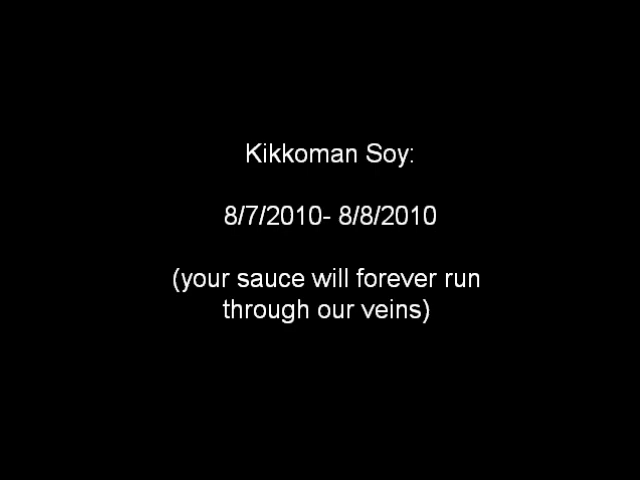 Kikkoman Soy:
8/7/2010- 8/8/2010
(your sauce will forever run
through our veins)